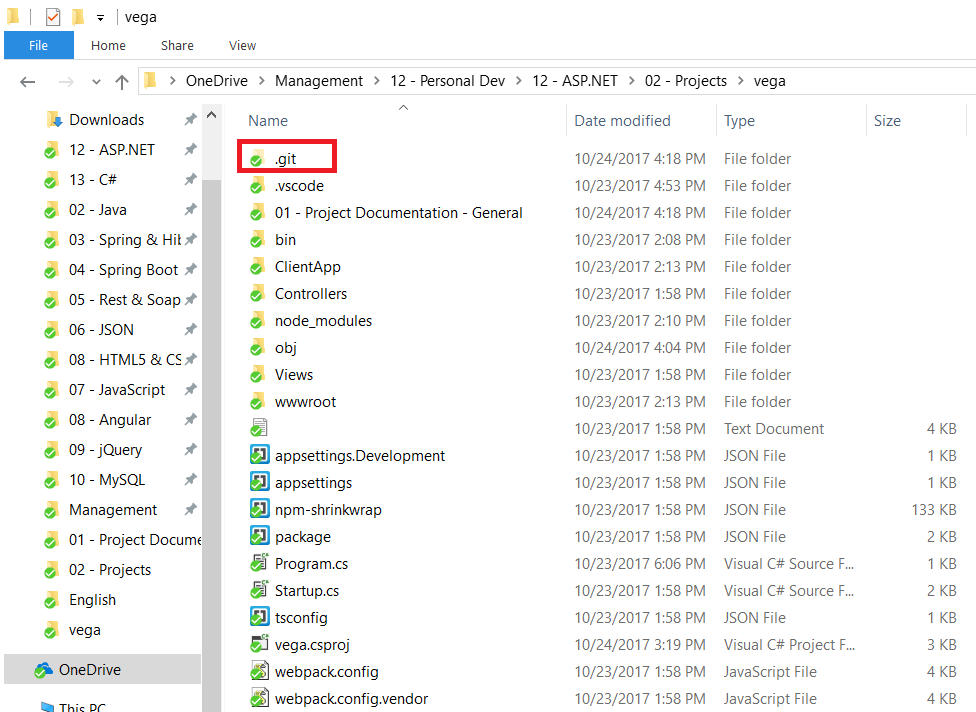 vega
File Home Share View
OneDrive > Management > 12 - Personal Dev > 12 - ASP.NET > 02 - Projects > vega
Downloads
12 - ASP.NET
13 - C#
02 - Java
03 - Spring & Hib
04 - Spring Boot
05 - Rest & Soap
06 - JSON
08 - HTML5 & CS
07 - JavaScript
08 - Angular
09 - jQuery
10 - MySQL
Management
01 - Project Docume
02 - Projects
English
vega
OneDrive
This PC
Name Date modified Type Size
.git 10/24/2017 4:18 PM File folder
.vscode 10/23/2017 4:53 PM File folder
01 - Project Documentation - General 10/24/2017 4:18 PM File folder
bin 10/23/2017 2:08 PM File folder
ClientApp 10/23/2017 2:13 PM File folder
Controllers 10/23/2017 1:58 PM File folder
node_modules 10/23/2017 2:10 PM File folder
obj 10/24/2017 4:04 PM File folder
Views 10/23/2017 1:58 PM File folder
wwwroot 10/23/2017 2:13 PM File folder
10/23/2017 1:58 PM Text Document 4 KB
appsettings.Development 10/23/2017 1:58 PM JSON File 1 KB
appsettings 10/23/2017 1:58 PM JSON File 1 KB
npm-shrinkwrap 10/23/2017 1:58 PM JSON File 133 KB
package 10/23/2017 1:58 PM JSON File 2 KB
Program.cs 10/23/2017 6:06 PM Visual C# Source F... 1 KB
Startup.cs 10/23/2017 1:58 PM Visual C# Source F... 2 KB
tsconfig 10/23/2017 1:58 PM JSON File 1 KB
vega.csproj 10/24/2017 3:19 PM Visual C# Project F... 3 KB
webpack.config 10/23/2017 1:58 PM JavaScript File 4 KB
webpack.config.vendor 10/23/2017 1:58 PM JavaScript File 4 KB